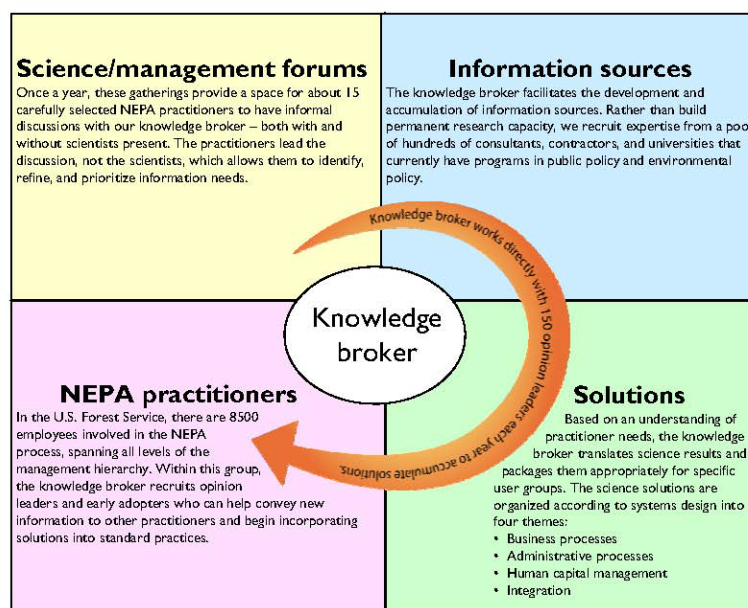 Science/management forums
Once a year, these gatherings provide a space for about 15
carefully selected NEPA practitioners to have informal
discussions with our knowledge broker – both with and
without scientists present. The practitioners lead the
discussion, not the scientists, which allows them to identify,
refine, and prioritize information needs.
Information sources
The knowledge broker facilitates the development and
accumulation of information sources. Rather than build
permanent research capacity, we recruit expertise from a poo
of hundreds of consultants, contractors, and universities that
currently have programs in public policy and environmental
policy.
Knowledge broker works directly with 150 opinion leaders each year to accumulate solutions.
Knowledge
broker
NEPA practitioners
In the U.S. Forest Service, there are 8500
employees involved in the NEPA
process, spanning all levels of the
management hierarchy. Within this group,
the knowledge broker recruits opinion
leaders and early adopters who can help convey new
information to other practitioners and begin incorporating
solutions into standard practices.
Solutions
Based on an understanding of
practitioner needs, the knowledge
broker translates science results and
packages them appropriately for specific
user groups. The science solutions are
organized according to systems design into
four themes:
• Business processes
• Administrative processes
• Human capital management
• Integration